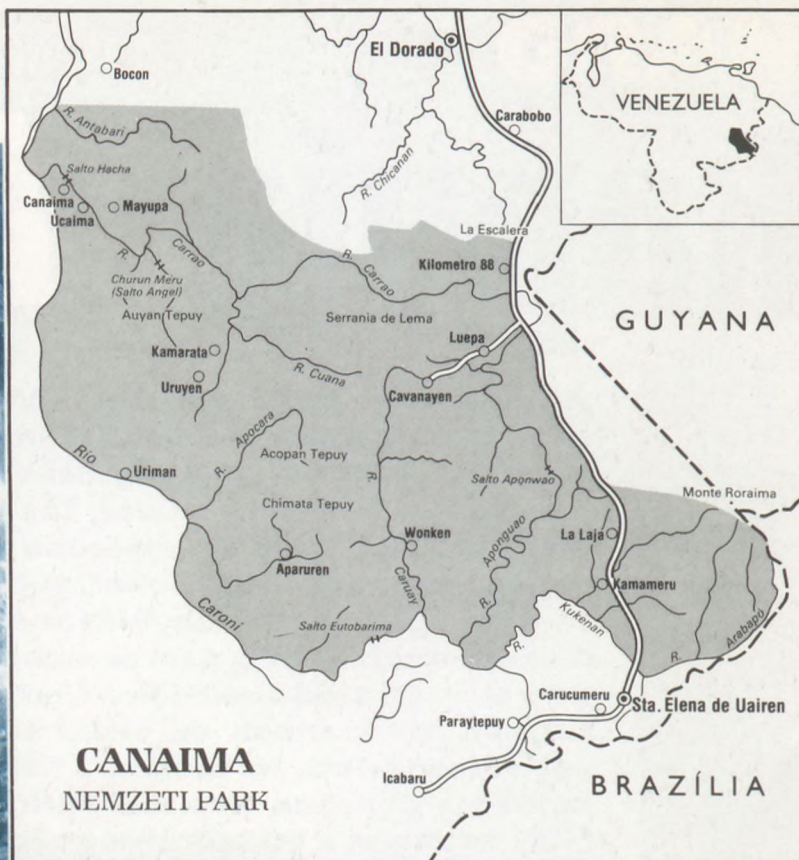 El Dorado
Bocon
VENEZUELA
Carabobo
R. Antabari
R. Chicanan
Salto Hacha
Canaima
Ucaima
Mayupa
La Escalera
R. Carrao
R. Carrao
Kilometro 88
Churun Meru
(Salto Angel)
Auyan Tepuy
Serrania de Lema
GUYANA
Luepa
Kamarata
R. Cuana
Uruyen
Cavanayen
R. Apocara
Acopan Tepuy
Río Caroni
Uriman
Salto Aponwao
Monte Roraima
Chimata Tepuy
La Laja
Wonken
R. Aponguao
Aparuren
Kamameru
R. Caruay
R. Kukenan
Salto Eutobarima
R. Arabapó
Carucumeru
Sta. Elena de Uairen
Paraytepuy
CANAIMA
NEMZETI PARK
Icabaru
BRAZÍLIA